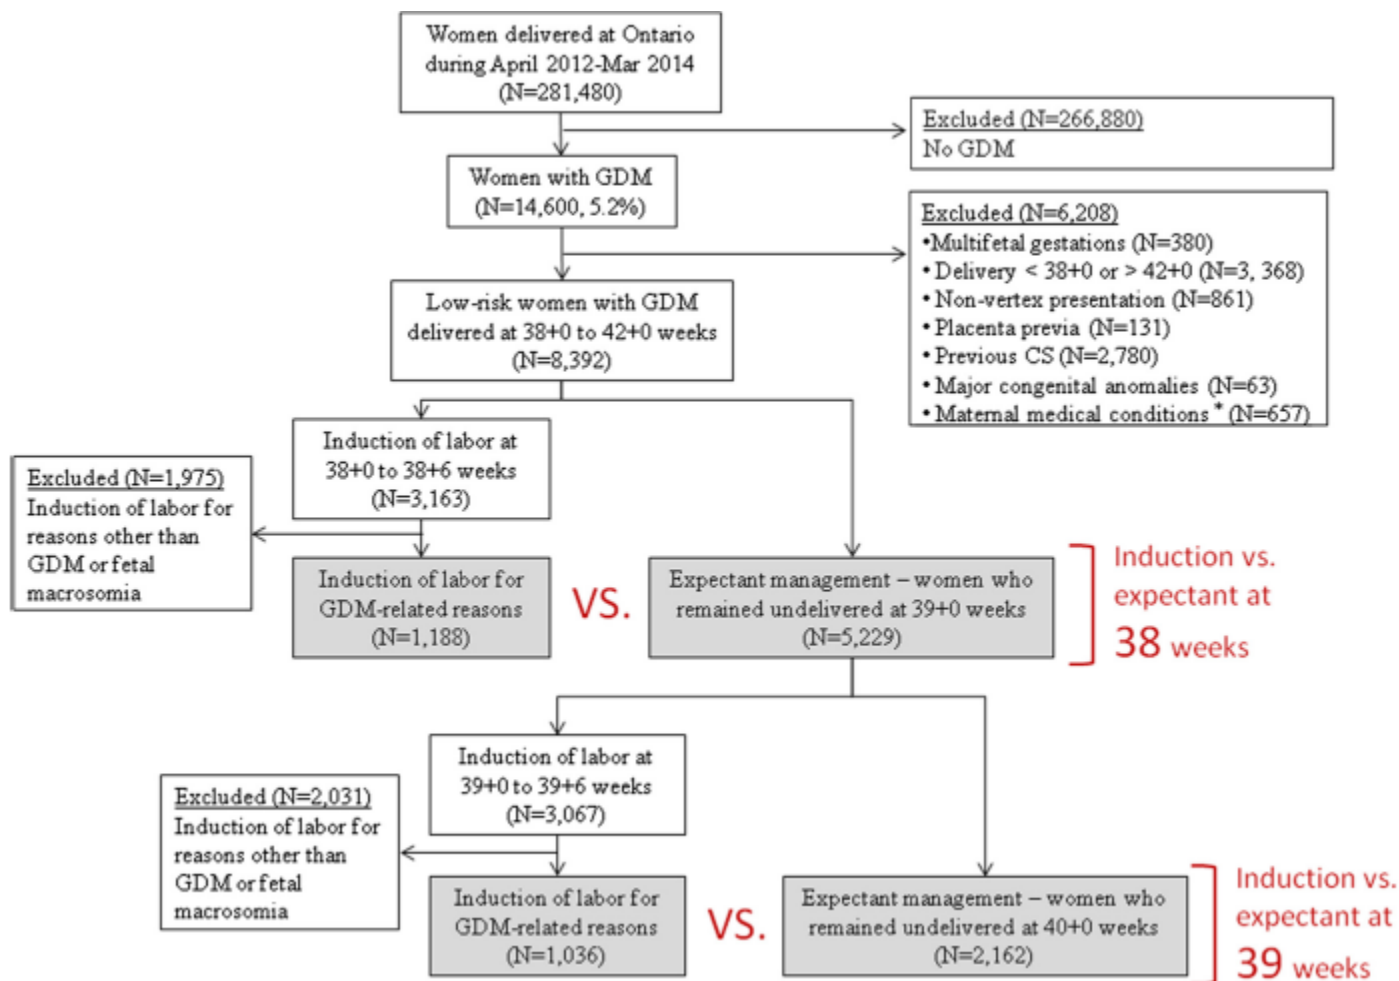 Women delivered at Ontario
during April 2012-Mar 2014
(N=281,480)
Excluded (N=266,880)
No GDM
Women with GDM
(N=14,600, 5.2%)
Excluded (N=6,208)
•Multifetal gestations (N=380)
•Delivery < 38+0 or > 42+0 (N=3, 368)
•Non-vertex presentation (N=861)
•Placenta previa (N=131)
•Previous CS (N=2,780)
•Major congenital anomalies (N=63)
•Maternal medical conditions * (N=657)
Low-risk women with GDM
delivered at 38+0 to 42+0 weeks
(N=8,392)
Induction of labor at
38+0 to 38+6 weeks
(N=3,163)
Excluded (N=1,975)
Induction of labor for
reasons other than
GDM or fetal
macrosomia
Induction of labor for
GDM-related reasons
(N=1,188)
VS.
Expectant management – women who
remained undelivered at 39+0 weeks
(N=5,229)
Induction vs.
expectant at
38 weeks
Induction of labor at
39+0 to 39+6 weeks
(N=3,067)
Excluded (N=2,031)
Induction of labor for
reasons other than
GDM or fetal
macrosomia
Induction of labor for
GDM-related reasons
(N=1,036)
VS.
Expectant management – women who
remained undelivered at 40+0 weeks
(N=2,162)
Induction vs.
expectant at
39 weeks